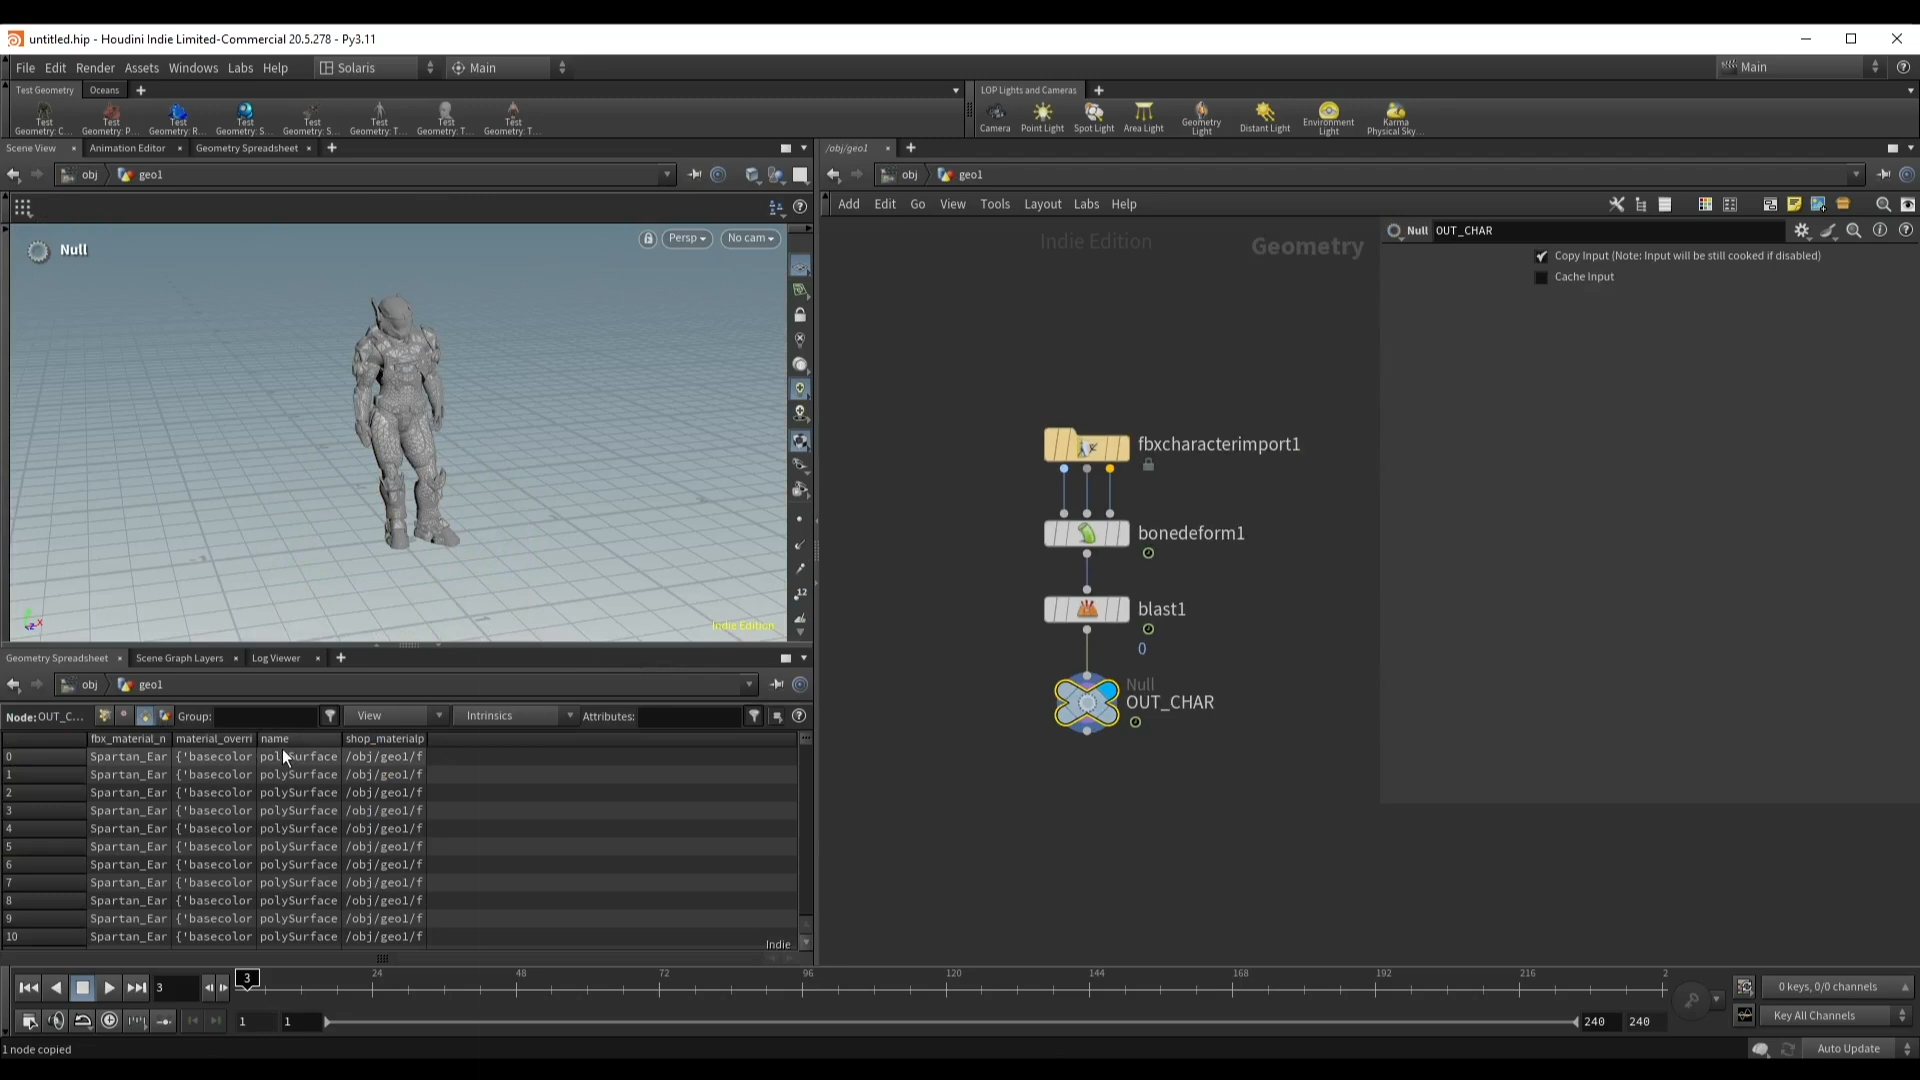 untitled.hip - Houdini Indie Limited-Commercial 20.5.278 - Py3.11
File Edit Render Assets Windows Labs Help Solaris Main Main
Test Geometry Oceans
LOP Lights and Cameras
Test Geometry: C... Test Geometry: P... Test Geometry: R... Test Geometry: S... Test Geometry: S... Test Geometry: T... Test Geometry: T... Test Geometry: T...
Camera Point Light Spot Light Area Light Geometry Light Distant Light Environment Light Karma Physical Sky...
Scene View Animation Editor Geometry Spreadsheet
/obj/geo1
obj geo1
obj geo1
Add Edit Go View Tools Layout Labs Help
Null
Persp No cam
Indie Edition
Indie Edition
Geometry
Null OUT_CHAR
Copy Input (Note: Input will be still cooked if disabled)
Cache Input
fbxcharacterimport1
bonedeform1
blast1
0
Null
OUT_CHAR
Geometry Spreadsheet Scene Graph Layers Log Viewer
obj geo1
Node: OUT_C... Group: View Intrinsics Attributes:
fbx_material_n material_overri name shop_materialp
0 Spartan_Ear {'basecolor polySurface /obj/geo1/f
1 Spartan_Ear {'basecolor polySurface /obj/geo1/f
2 Spartan_Ear {'basecolor polySurface /obj/geo1/f
3 Spartan_Ear {'basecolor polySurface /obj/geo1/f
4 Spartan_Ear {'basecolor polySurface /obj/geo1/f
5 Spartan_Ear {'basecolor polySurface /obj/geo1/f
6 Spartan_Ear {'basecolor polySurface /obj/geo1/f
7 Spartan_Ear {'basecolor polySurface /obj/geo1/f
8 Spartan_Ear {'basecolor polySurface /obj/geo1/f
9 Spartan_Ear {'basecolor polySurface /obj/geo1/f
10 Spartan_Ear {'basecolor polySurface /obj/geo1/f
Indie
3 3 24 48 72 96 120 144 168 192 216 2
0 keys, 0/0 channels
1 1 240 240
Key All Channels
1 node copied
Auto Update